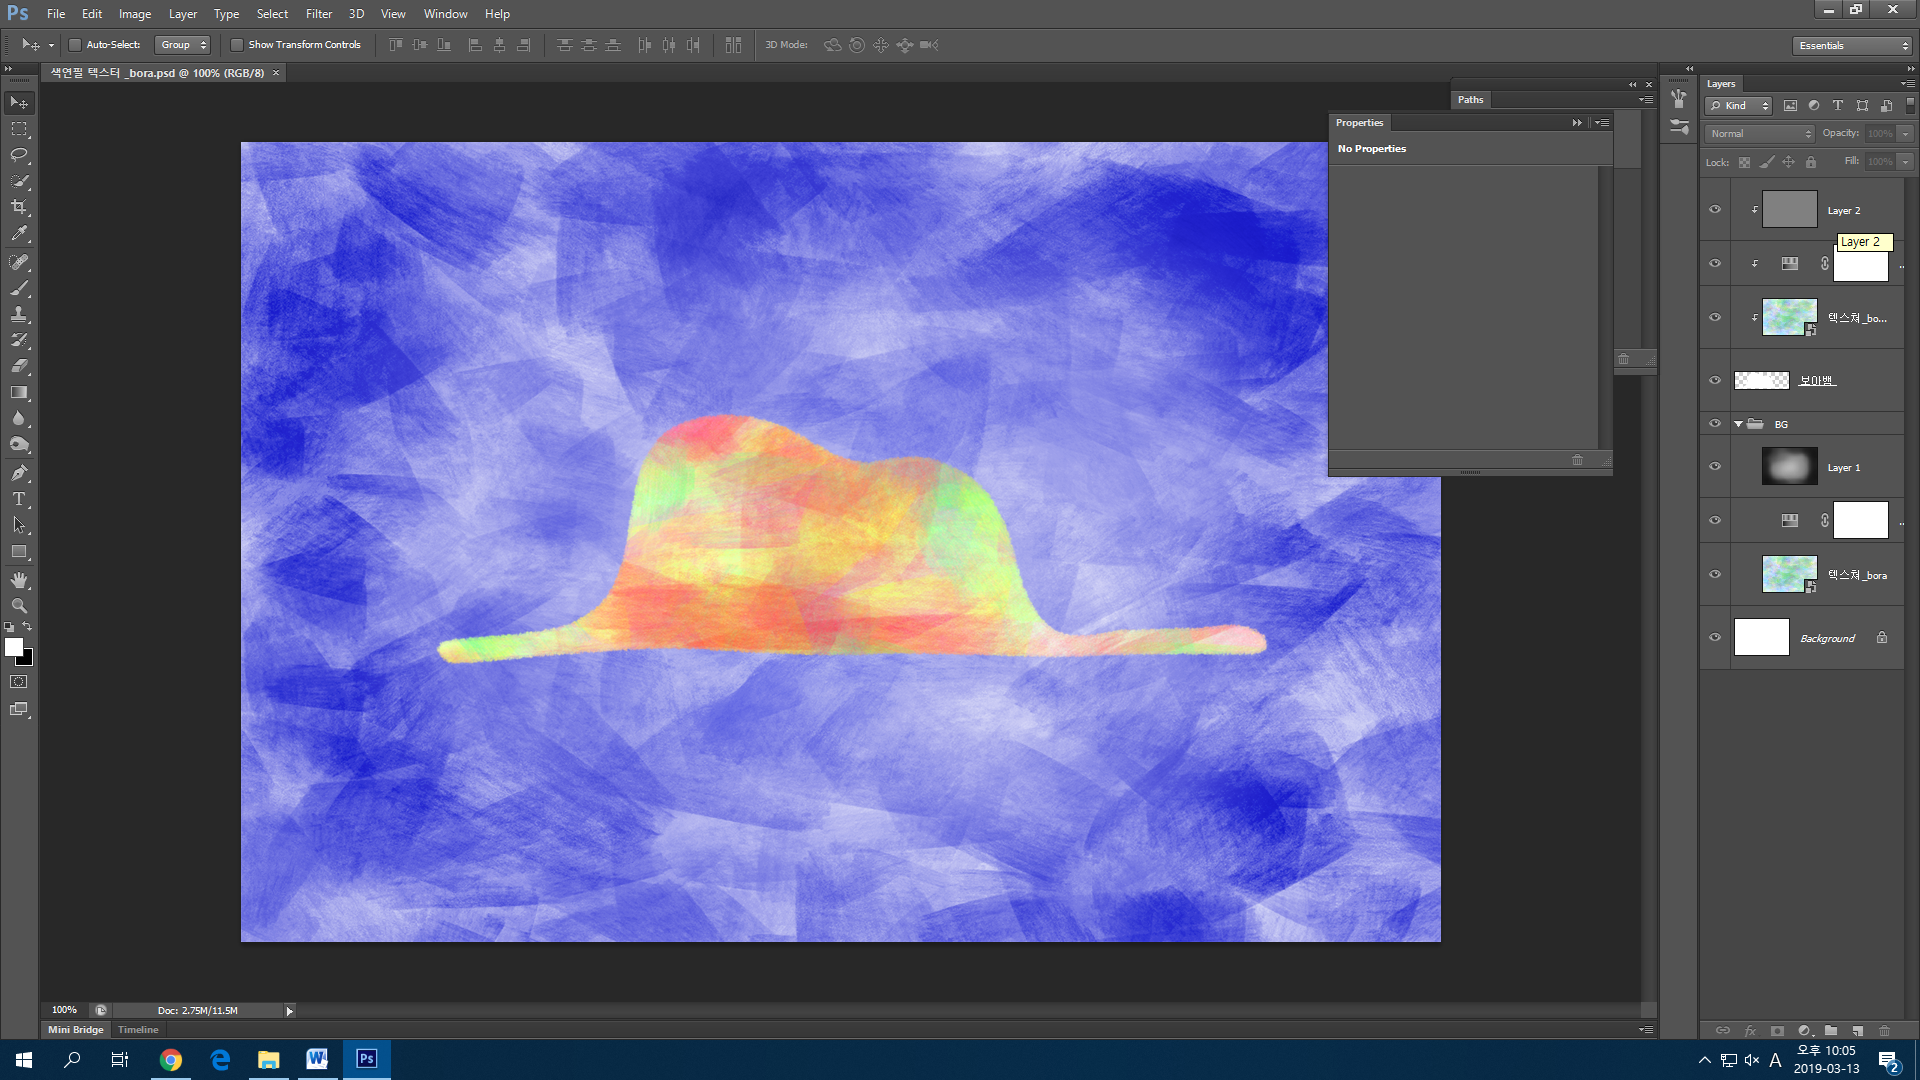 Ps File Edit Image Layer Type Select Filter 3D View Window Help
Auto-Select: Group Show Transform Controls 3D Mode: Essentials
색연필 텍스터 _bora.psd @ 100% (RGB/8) ×
Paths
Properties
No Properties
Layers
Kind
Normal Opacity: 100%
Lock: Fill: 100%
Layer 2
Layer 2
텍스쳐_bo...
보아뱀
BG
Layer 1
텍스쳐_bora
Background
100% Doc: 2.75M/11.5M
Mini Bridge Timeline
A 오후 10:05
2019-03-13
2